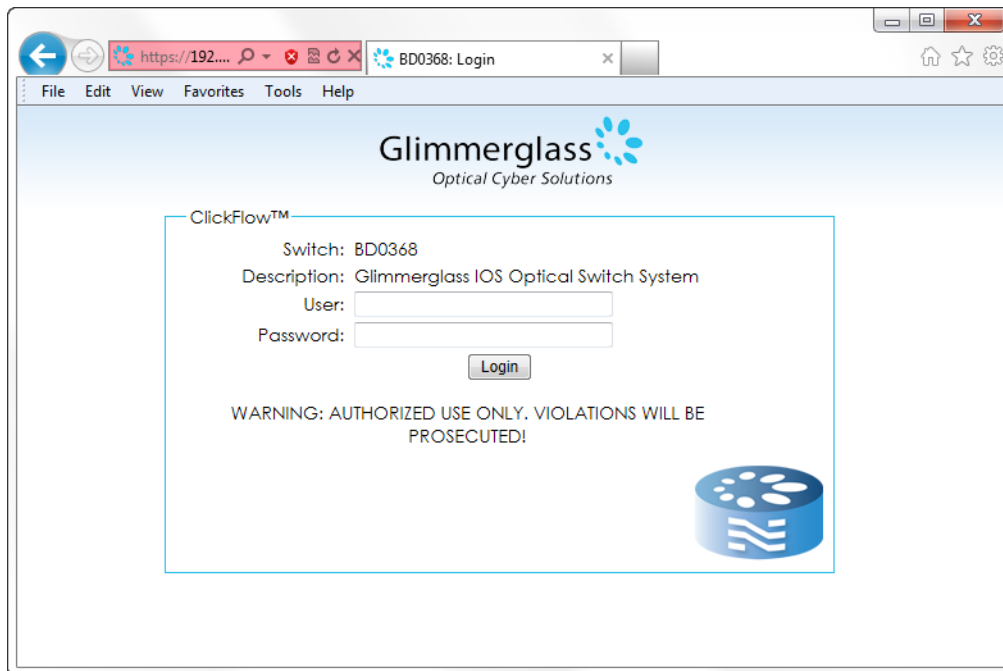 https://192....
BD0368: Login
File Edit View Favorites Tools Help
Glimmerglass
Optical Cyber Solutions
ClickFlow™
Switch: BD0368
Description: Glimmerglass IOS Optical Switch System
User:
Password:
Login
WARNING: AUTHORIZED USE ONLY. VIOLATIONS WILL BE
PROSECUTED!